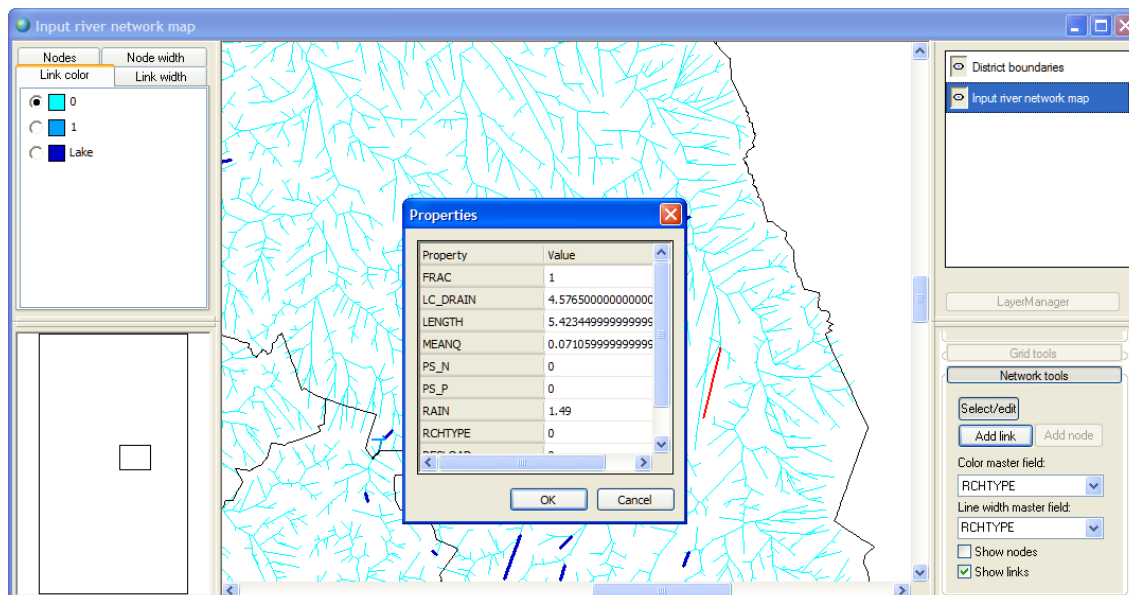 Input river network map
Nodes
Node width
Link color
Link width
0
1
Lake
Properties
Property Value
FRAC 1
LC_DRAIN 4.57650000000000
LENGTH 5.42344999999999
MEANQ 0.07105999999999
PS_N 0
PS_P 0
RAIN 1.49
RCHTYPE 0
OK
Cancel
District boundaries
Input river network map
LayerManager
Grid tools
Network tools
Select/edit
Add link
Add node
Color master field:
RCHTYPE
Line width master field:
RCHTYPE
Show nodes
Show links